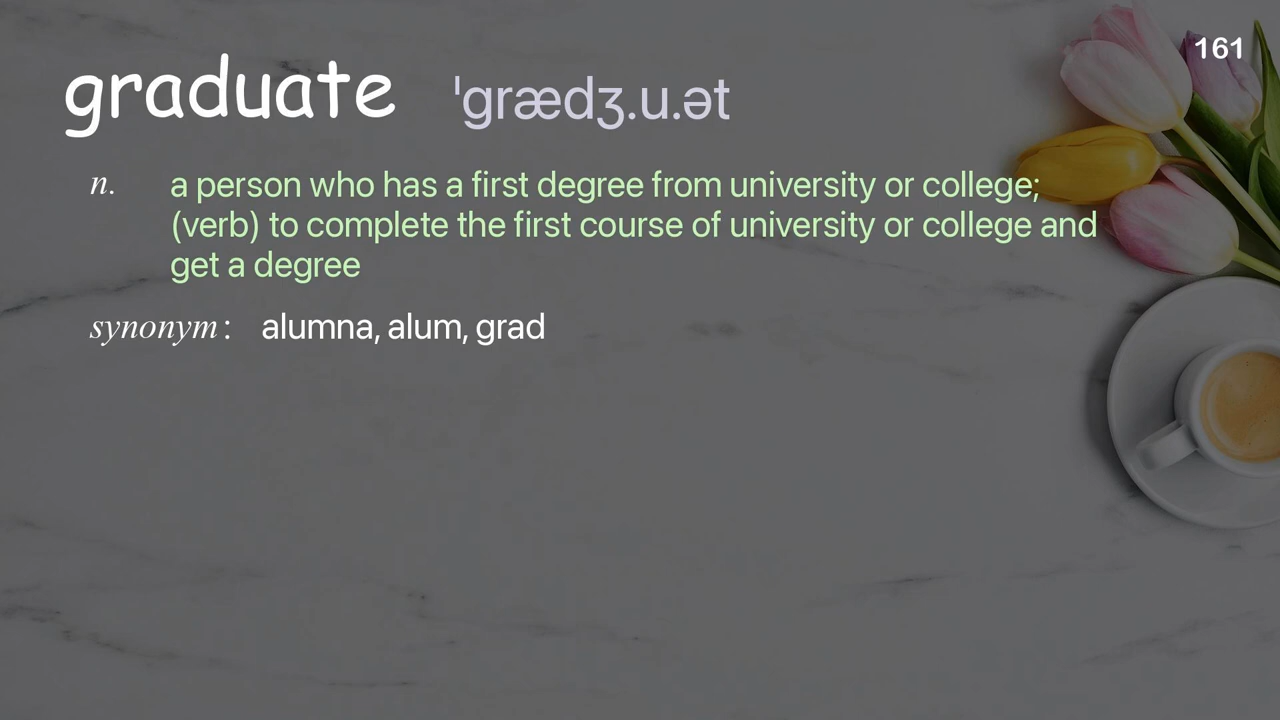 161
graduate ˈɡrædʒ.u.ət
n. a person who has a first degree from university or college;
(verb) to complete the first course of university or college and
get a degree
synonym: alumna, alum, grad